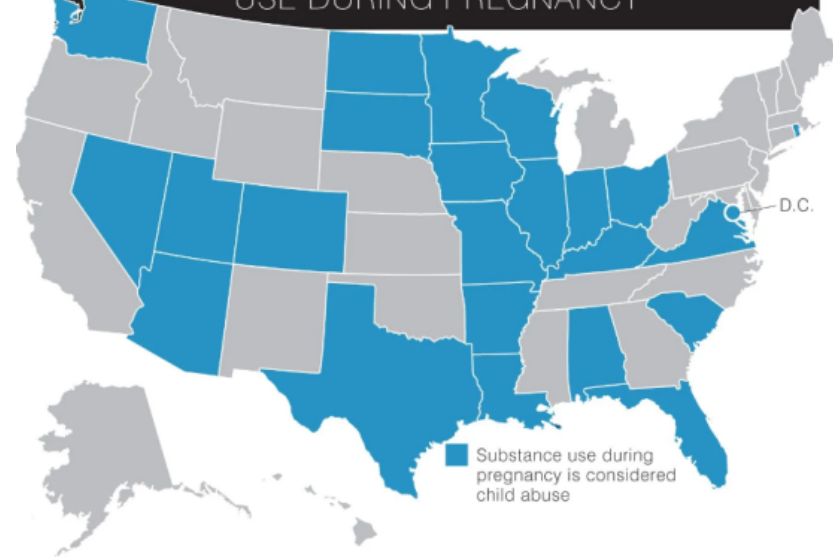 USE DURING PREGNANCY
D.C.
Substance use during
pregnancy is considered
child abuse